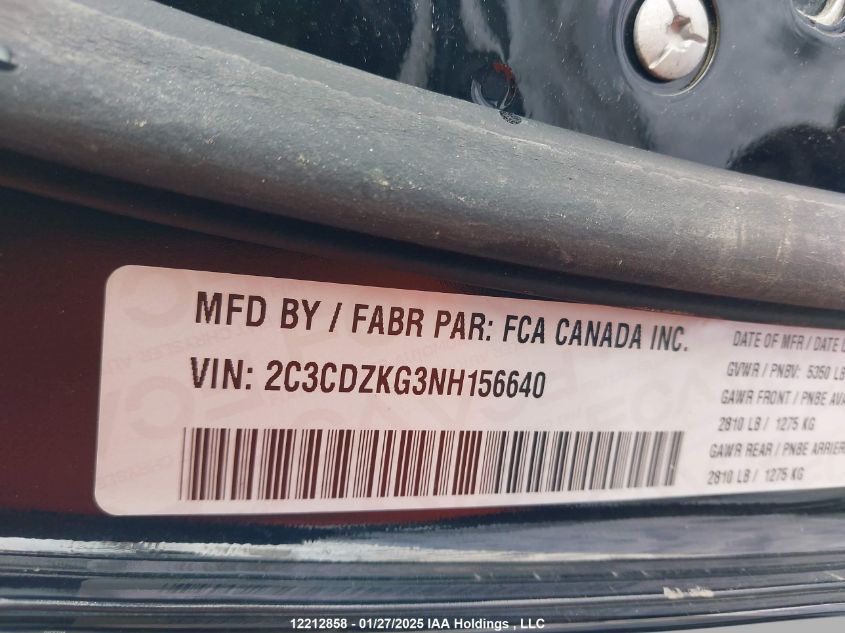 MFD BY / FABR PAR: FCA CANADA INC.
VIN: 2C3CDZKG3NH156640
DATE OF MFR / DATE
GVWR / PNBV: 5350 LB
GAWR FRONT / PNBE AVA
2810 LB / 1275 KG
GAWR REAR / PNBE ARRIER
2810 LB / 1275 KG
12212858 - 01/27/2025 IAA Holdings , LLC